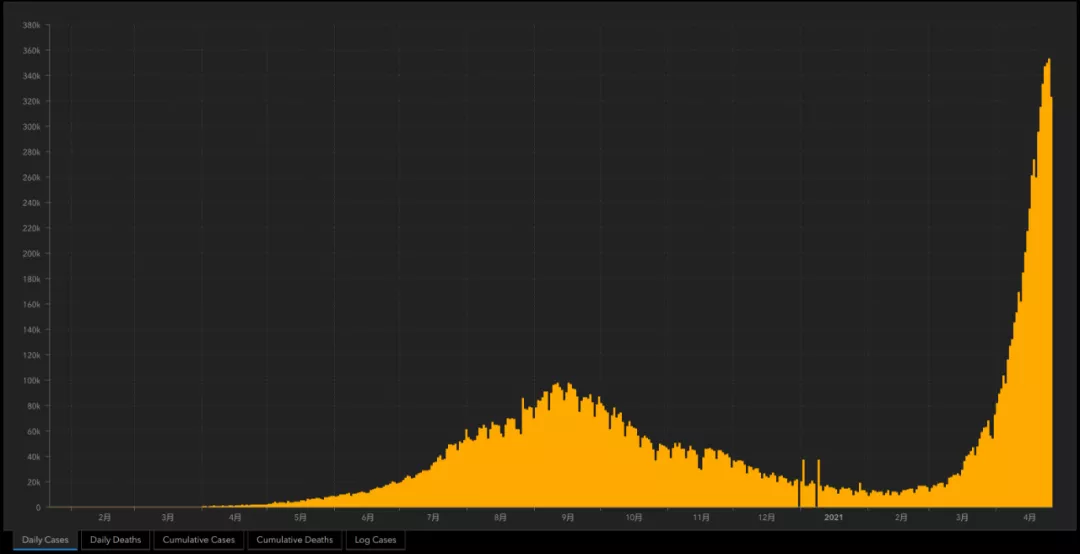 380k
360k
340k
320k
300k
280k
260k
240k
220k
200k
180k
160k
140k
120k
100k
80k
60k
40k
20k
0
2月 3月 4月 5月 6月 7月 8月 9月 10月 11月 12月 2021 2月 3月 4月
Daily Cases Daily Deaths Cumulative Cases Cumulative Deaths Log Cases